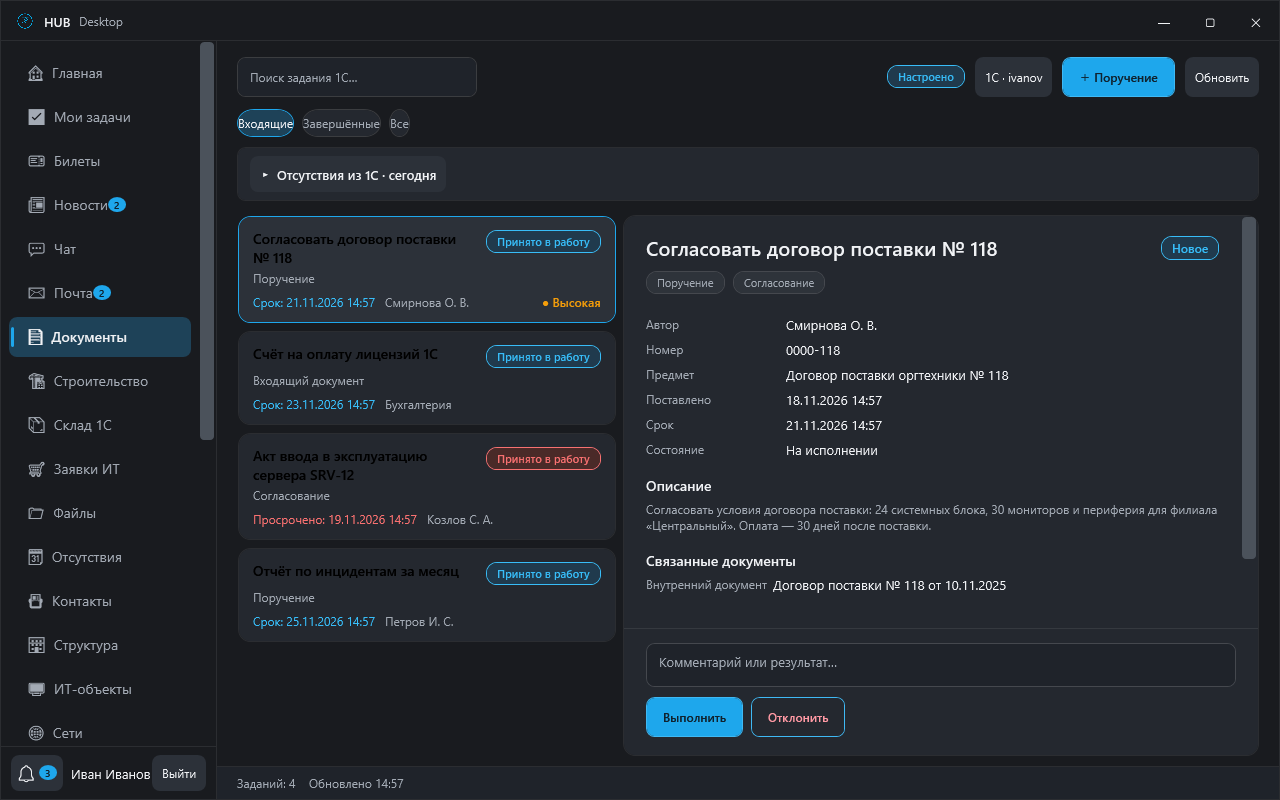 HUB Desktop
Главная
Мои задачи
Билеты
Новости 2
Чат
Почта 2
Документы
Строительство
Склад 1С
Заявки ИТ
Файлы
31 Отсутствия
Контакты
Структура
ИТ-объекты
Сети
3 Иван Иванов Выйти
Поиск задания 1С...
Настроено
1С · ivanov
+ Поручение
Обновить
Входящие Завершённые Все
▸ Отсутствия из 1С · сегодня
Согласовать договор поставки
№ 118
Принято в работу
Поручение
Срок: 21.11.2026 14:57 Смирнова О. В. ● Высокая
Счёт на оплату лицензий 1С
Принято в работу
Входящий документ
Срок: 23.11.2026 14:57 Бухгалтерия
Акт ввода в эксплуатацию
сервера SRV-12
Принято в работу
Согласование
Просрочено: 19.11.2026 14:57 Козлов С. А.
Отчёт по инцидентам за месяц
Принято в работу
Поручение
Срок: 25.11.2026 14:57 Петров И. С.
Согласовать договор поставки № 118
Новое
Поручение Согласование
Автор Смирнова О. В.
Номер 0000-118
Предмет Договор поставки оргтехники № 118
Поставлено 18.11.2026 14:57
Срок 21.11.2026 14:57
Состояние На исполнении
Описание
Согласовать условия договора поставки: 24 системных блока, 30 мониторов и периферия для филиала
«Центральный». Оплата — 30 дней после поставки.
Связанные документы
Внутренний документ Договор поставки № 118 от 10.11.2025
Комментарий или результат...
Выполнить Отклонить
Заданий: 4 Обновлено 14:57